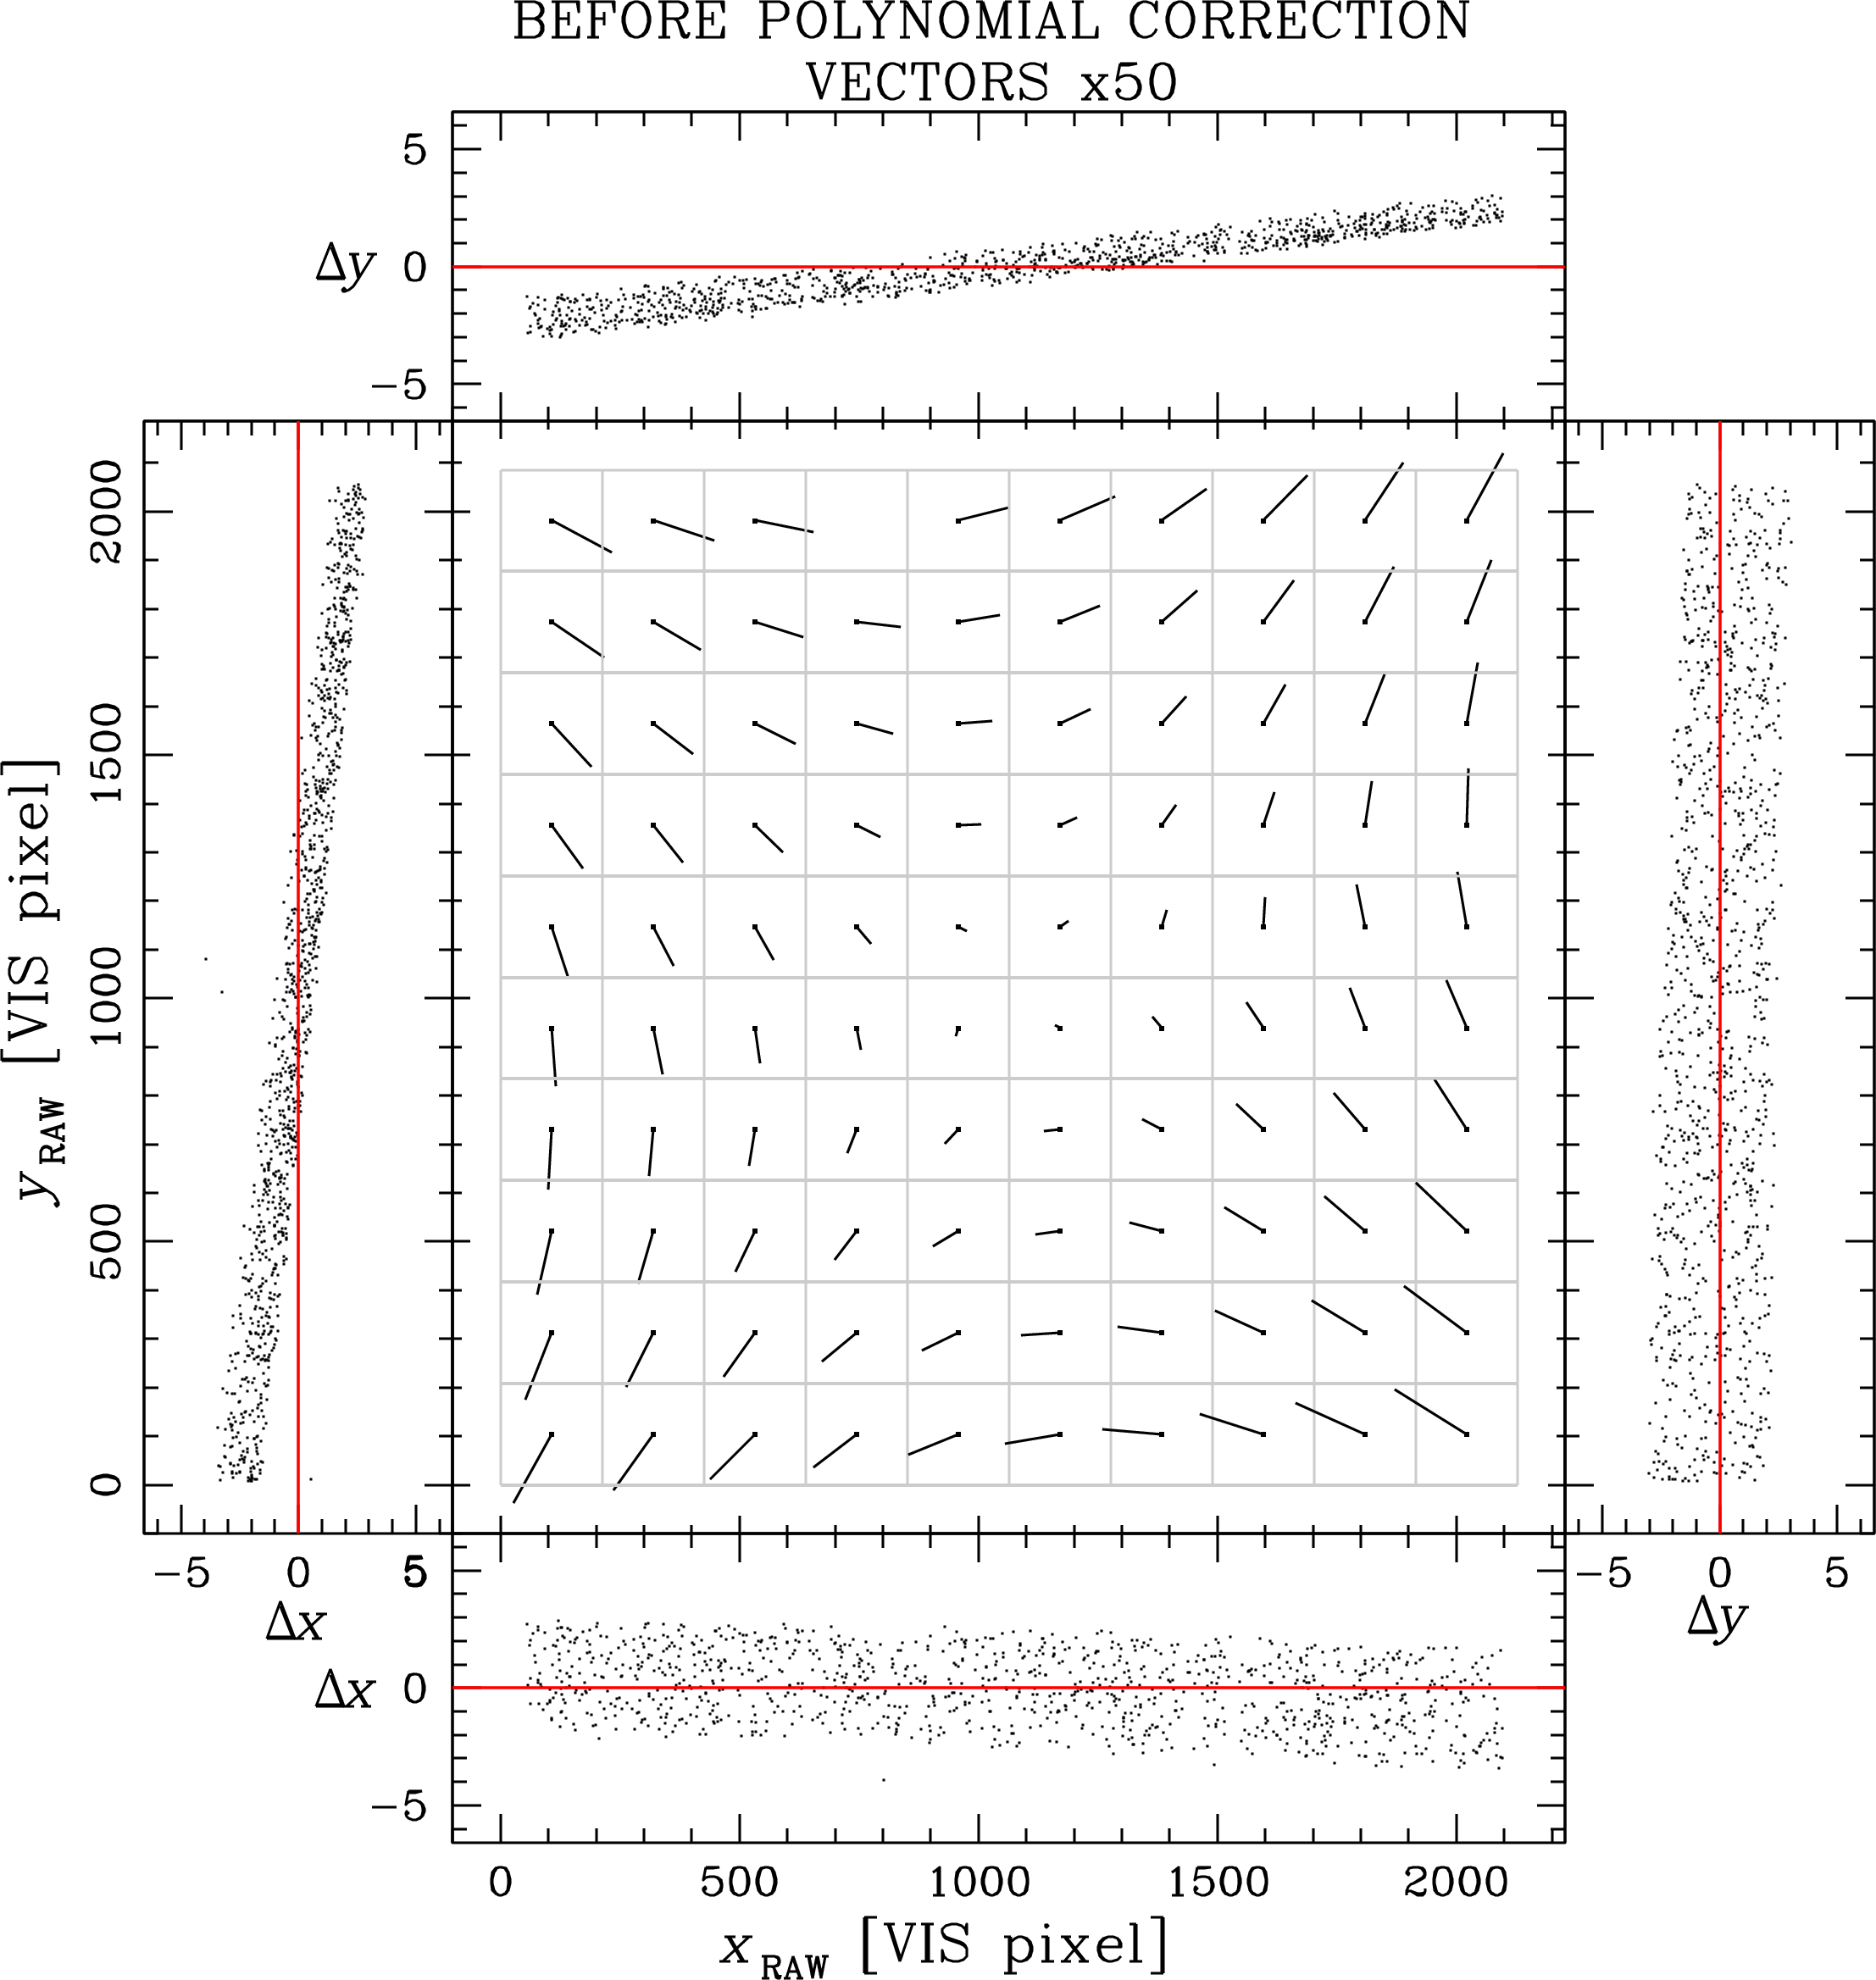 BEFORE POLYNOMIAL CORRECTION
VECTORS x50
5
Δy 0
−5
2000
1500
1000
500
0
y RAW [VIS pixel]
−5 0 5
Δx
−5 0 5
Δy
Δx 0
−5
0 500 1000 1500 2000
x RAW [VIS pixel]